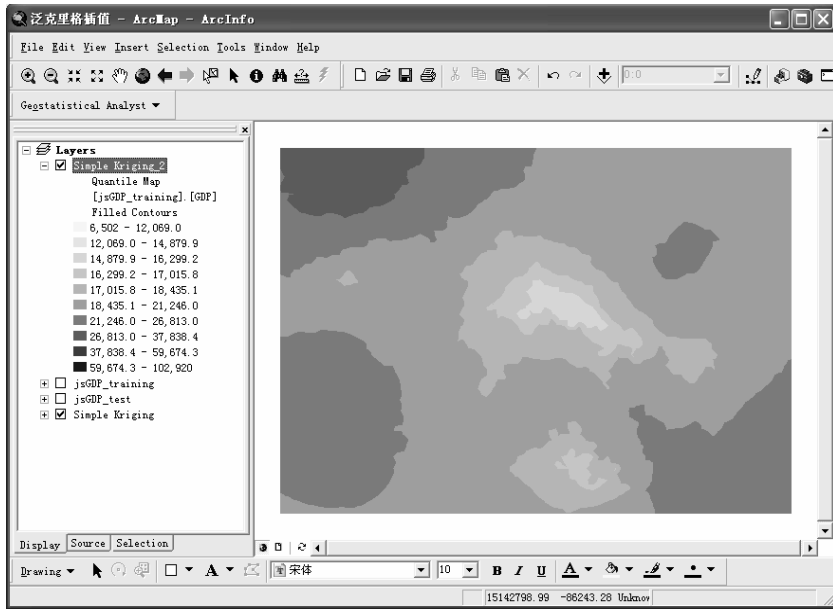 泛克里格插值 - ArcMap - ArcInfo
File Edit View Insert Selection Tools Window Help
0:0
Geostatistical Analyst
Layers
Simple Kriging_2
Quantile Map
[jsGDP_training].[GDP]
Filled Contours
6,502 - 12,069.0
12,069.0 - 14,879.9
14,879.9 - 16,299.2
16,299.2 - 17,015.8
17,015.8 - 18,435.1
18,435.1 - 21,246.0
21,246.0 - 26,813.0
26,813.0 - 37,838.4
37,838.4 - 59,674.3
59,674.3 - 102,920
jsGDP_training
jsGDP_test
Simple Kriging
Display Source Selection
Drawing A 宋体 10 B I U A
15142798.99 -86243.28 Unknow